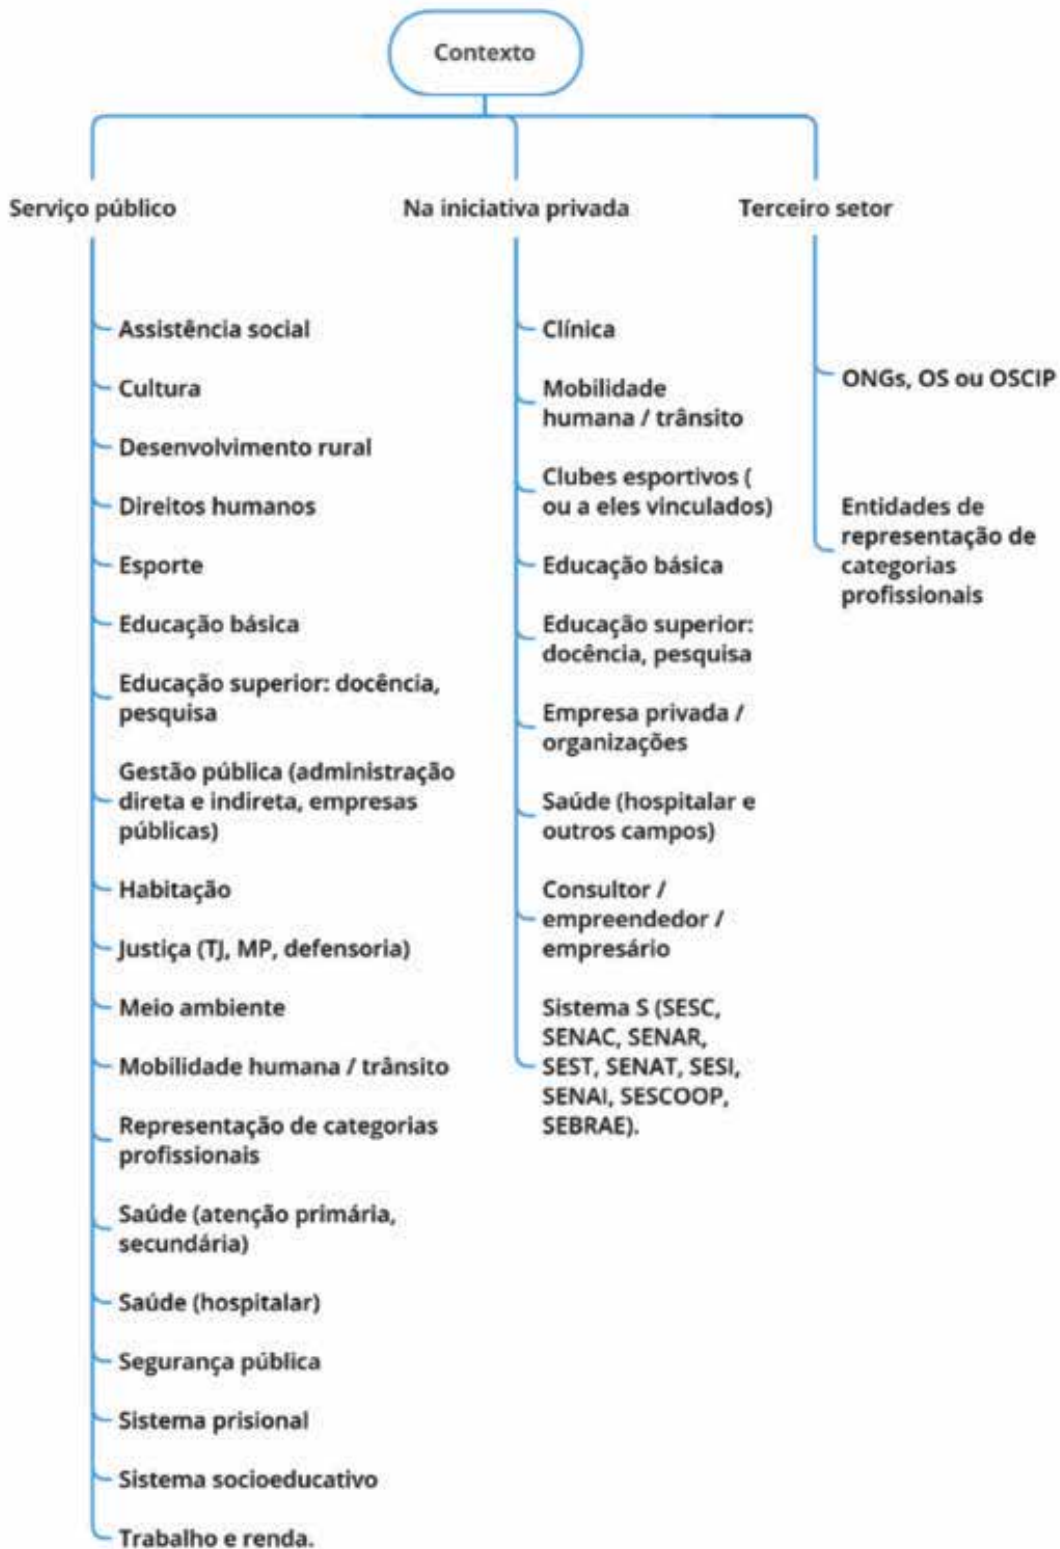 Contexto
Serviço público
Na iniciativa privada
Terceiro setor
Assistência social
Cultura
Desenvolvimento rural
Direitos humanos
Esporte
Educação básica
Educação superior: docência,
pesquisa
Gestão pública (administração
direta e indireta, empresas
públicas)
Habitação
Justiça (TJ, MP, defensoria)
Meio ambiente
Mobilidade humana / trânsito
Representação de categorias
profissionais
Saúde (atenção primária,
secundária)
Saúde (hospitalar)
Segurança pública
Sistema prisional
Sistema socioeducativo
Trabalho e renda.
Clínica
Mobilidade
humana / trânsito
Clubes esportivos (
ou a eles vinculados)
Educação básica
Educação superior:
docência, pesquisa
Empresa privada /
organizações
Saúde (hospitalar e
outros campos)
Consultor /
empreendedor /
empresário
Sistema S (SESC,
SENAC, SENAR,
SEST, SENAT, SESI,
SENAI, SESCOOP,
SEBRAE).
ONGs, OS ou OSCIP
Entidades de
representação de
categorias
profissionais